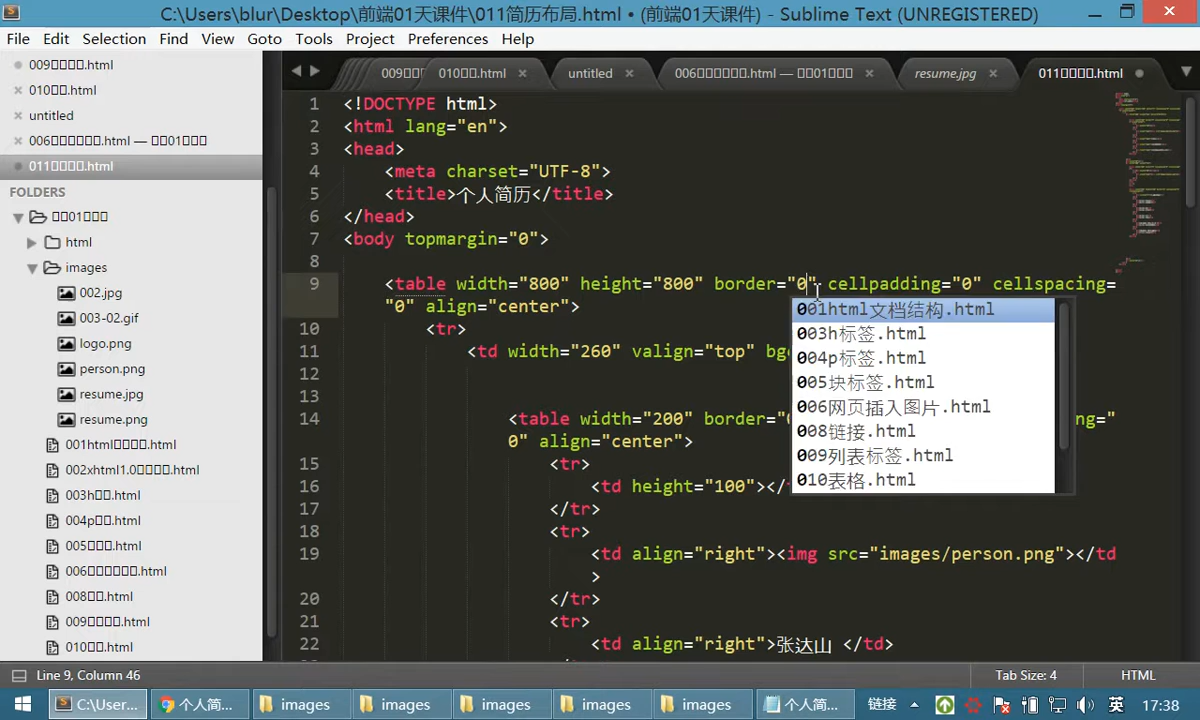 C:\Users\blur\Desktop\前端01天课件\011简历布局.html • (前端01天课件) - Sublime Text (UNREGISTERED)
File Edit Selection Find View Goto Tools Project Preferences Help
009□□□□.html
010□□.html
untitled
006□□□□□□.html — □□01□□□
011□□□□.html
FOLDERS
□□01□□□
html
images
002.jpg
003-02.gif
logo.png
person.png
resume.jpg
resume.png
001html□□□□.html
002xhtml1.0□□□□.html
003h□□.html
004p□□.html
005□□□.html
006□□□□□□.html
008□□.html
009□□□□.html
010□□.html
009□□ 010□□.html untitled 006□□□□□□.html — □□01□□□ resume.jpg 011□□□□.html
1 <!DOCTYPE html>
2 <html lang="en">
3 <head>
4 <meta charset="UTF-8">
5 <title>个人简历</title>
6 </head>
7 <body topmargin="0">
8
9 <table width="800" height="800" border="0" cellpadding="0" cellspacing=
"0" align="center">
10 <tr>
11 <td width="260" valign="top" bg
12
13
14 <table width="200" border="
ng="
0" align="center">
15 <tr>
16 <td height="100"></
17 </tr>
18 <tr>
19 <td align="right"><img src="images/person.png"></td
>
20 </tr>
21 <tr>
22 <td align="right">张达山 </td>
001html文档结构.html
003h标签.html
004p标签.html
005块标签.html
006网页插入图片.html
008链接.html
009列表标签.html
010表格.html
Line 9, Column 46 Tab Size: 4 HTML
C:\User... 个人简... images images images images images 个人简... 链接 英 17:38